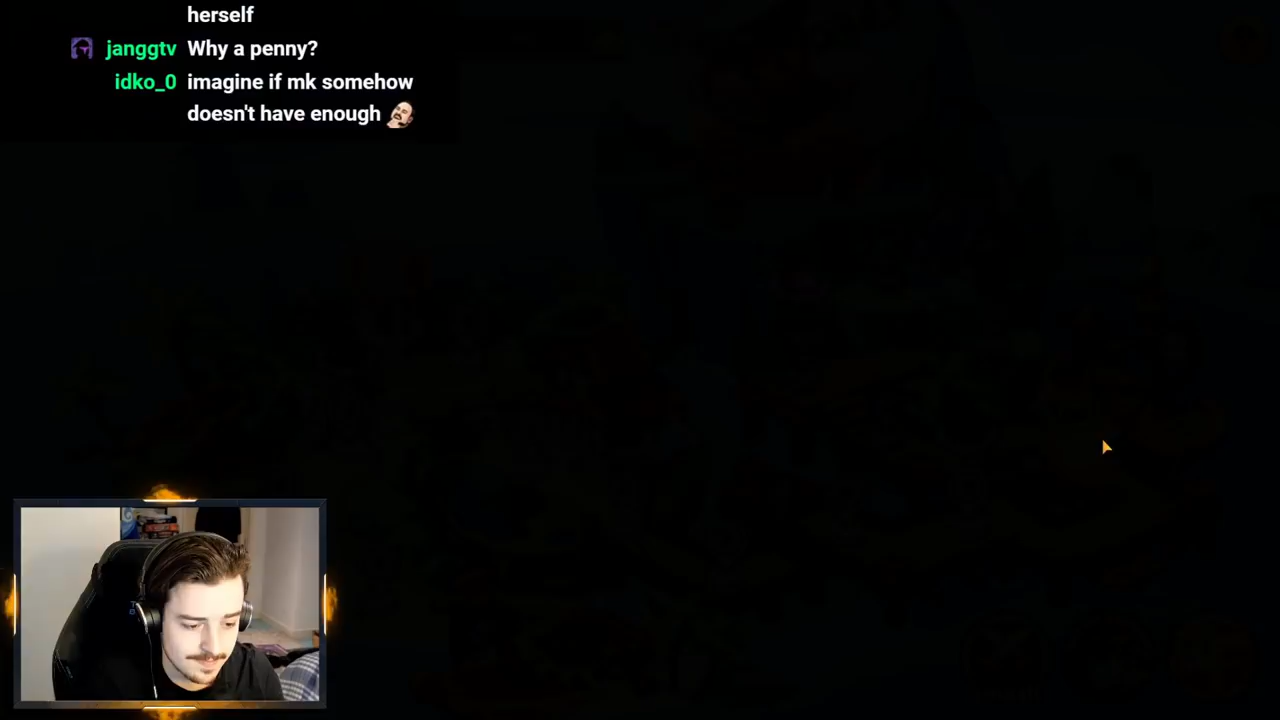 herself
janggtv Why a penny?
idko_0 imagine if mk somehow
doesn't have enough